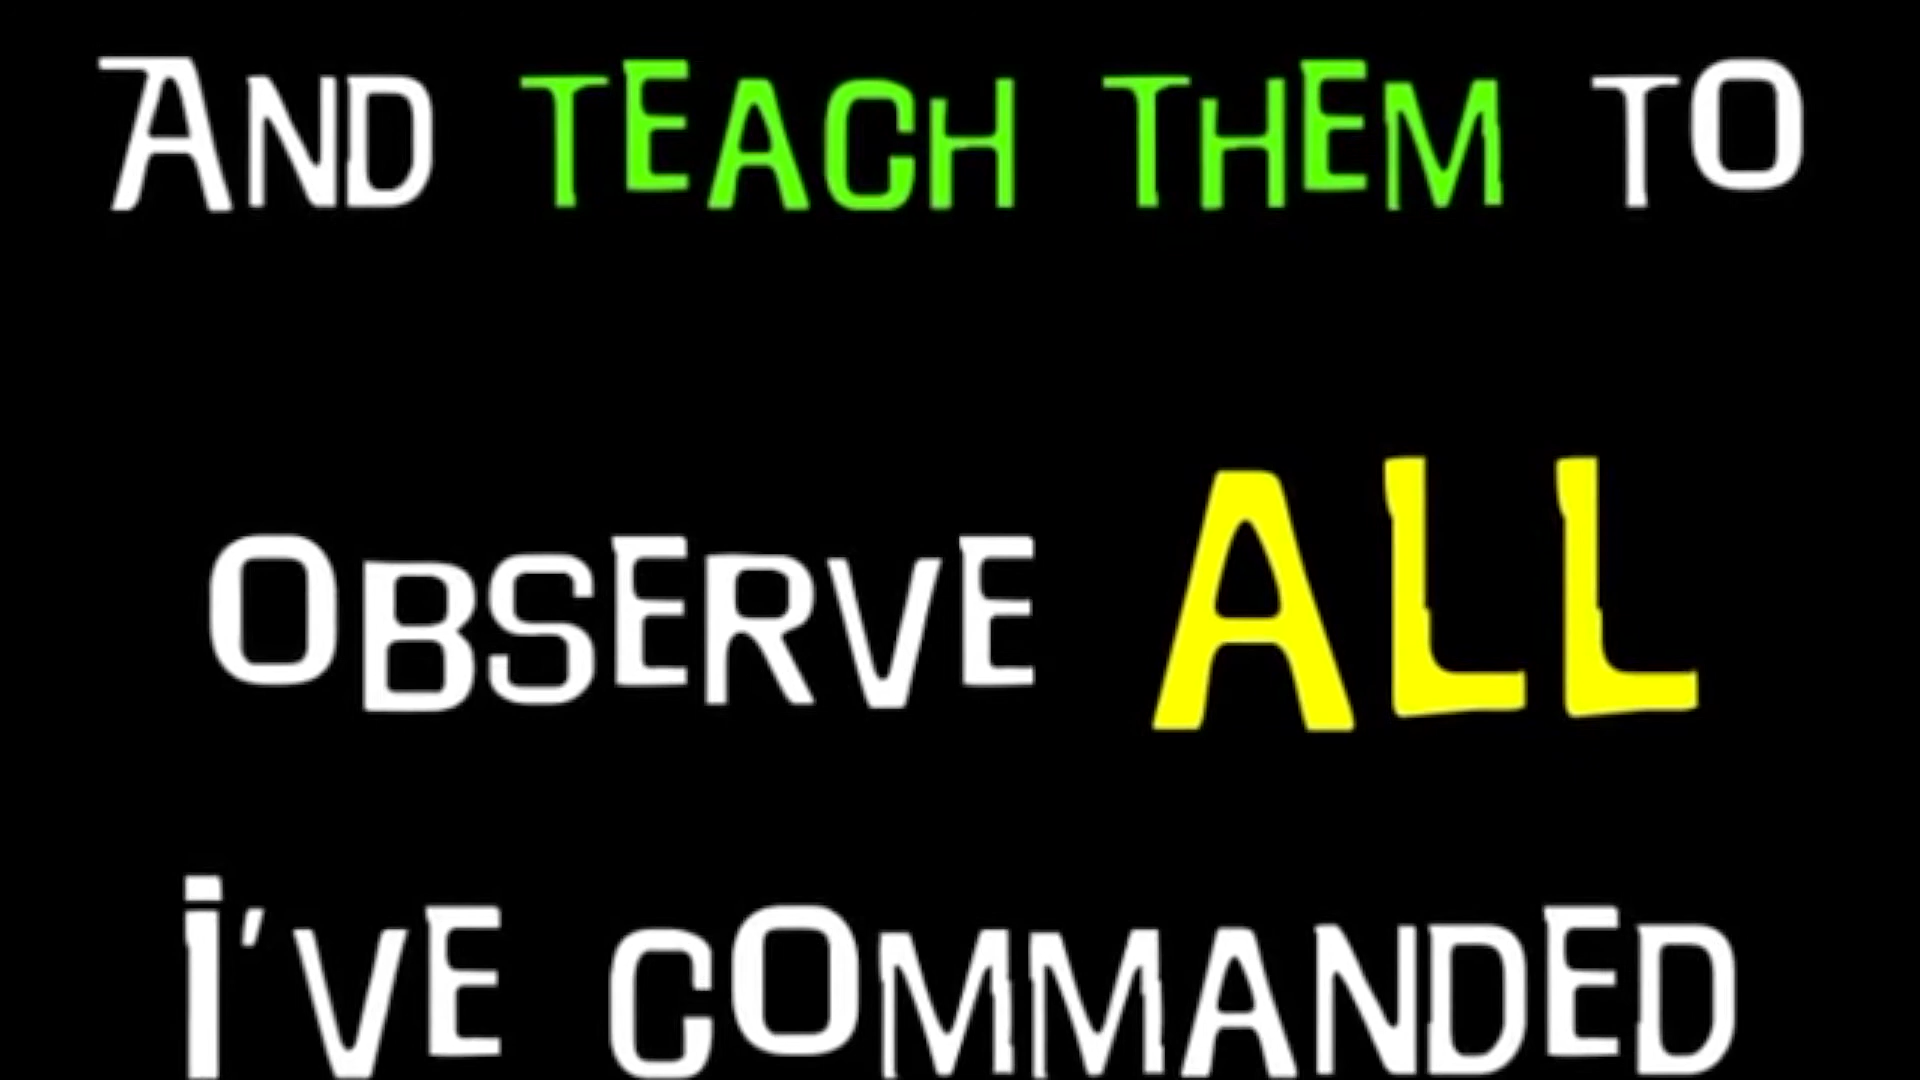 AND TEACH THEM TO
OBSERVE ALL
I'VE COMMANDED